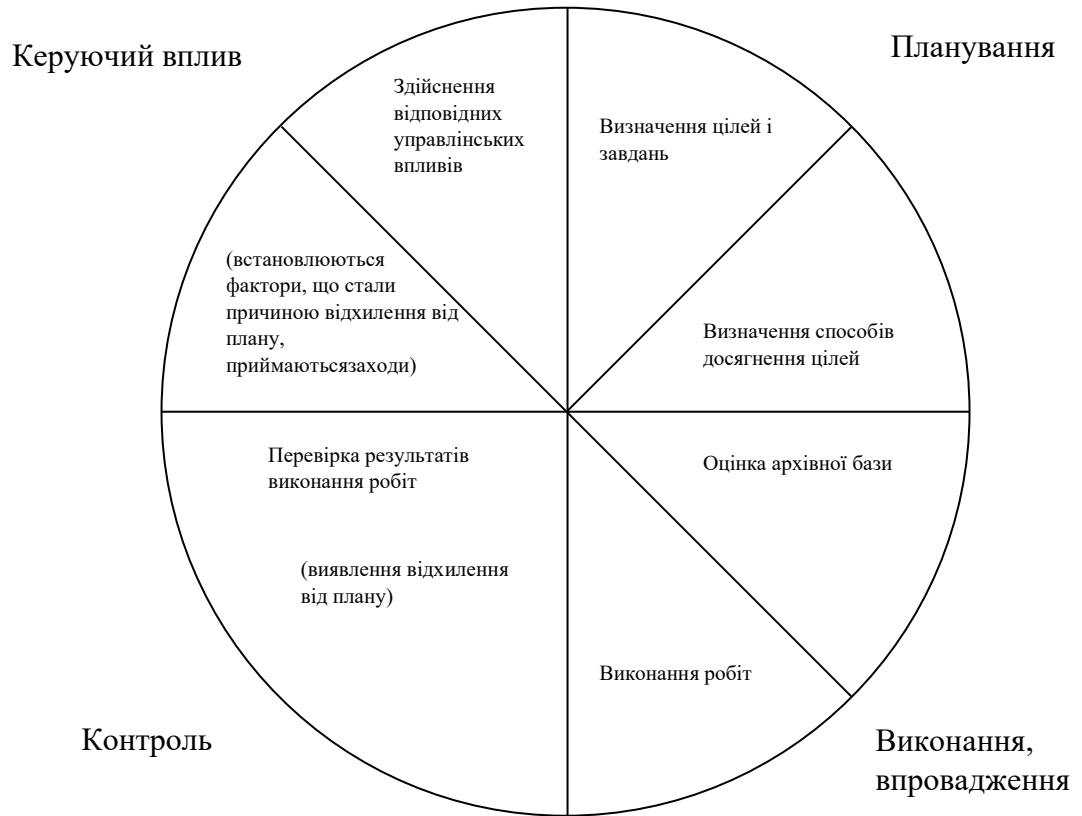 Керуючий вплив
Планування
Здійснення
відповідних
управлінських
впливів
Визначення цілей і
завдань
(встановлюються
фактори, що стали
причиною відхилення від
плану,
приймаютьсязаходи)
Визначення способів
досягнення цілей
Перевірка результатів
виконання робіт
Оцінка архівної бази
(виявлення відхилення
від плану)
Виконання робіт
Контроль
Виконання,
впровадження